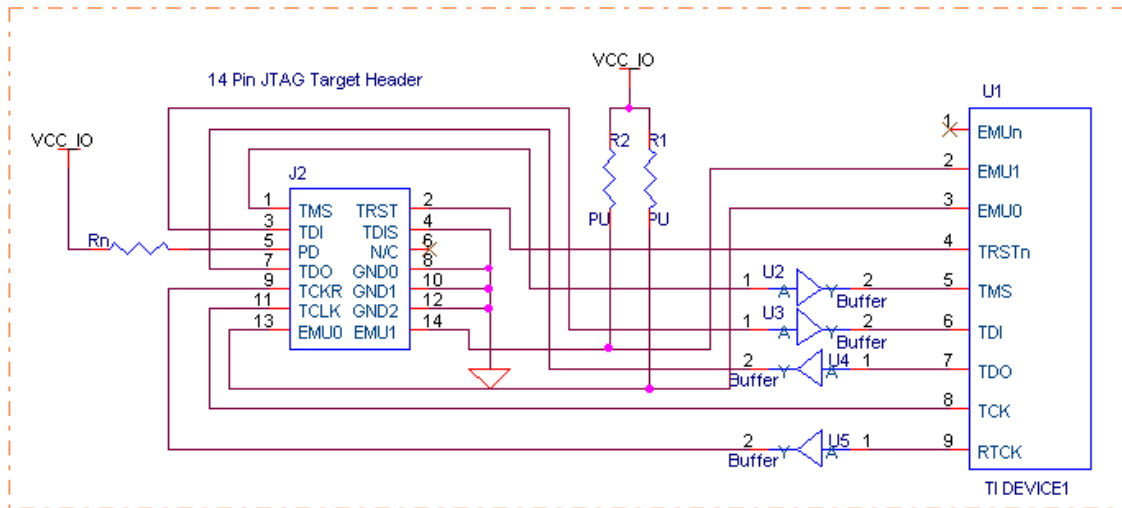 VCC_IO
14 Pin JTAG Target Header
U1
VCC_IO
J2
R2 R1
PU PU
Rn
1 TMS TRST 2
3 TDI TDIS 4
5 PD N/C 6
7 TDO GND0 8
9 TCKR GND1 10
11 TCLK GND2 12
13 EMU0 EMU1 14
1 EMUn
2 EMU1
3 EMU0
4 TRSTn
1 U2 A Y 2 Buffer 5 TMS
1 U3 A Y 2 Buffer 6 TDI
2 Buffer Y A U4 1 7 TDO
8 TCK
2 Buffer Y A U5 1 9 RTCK
TI DEVICE1